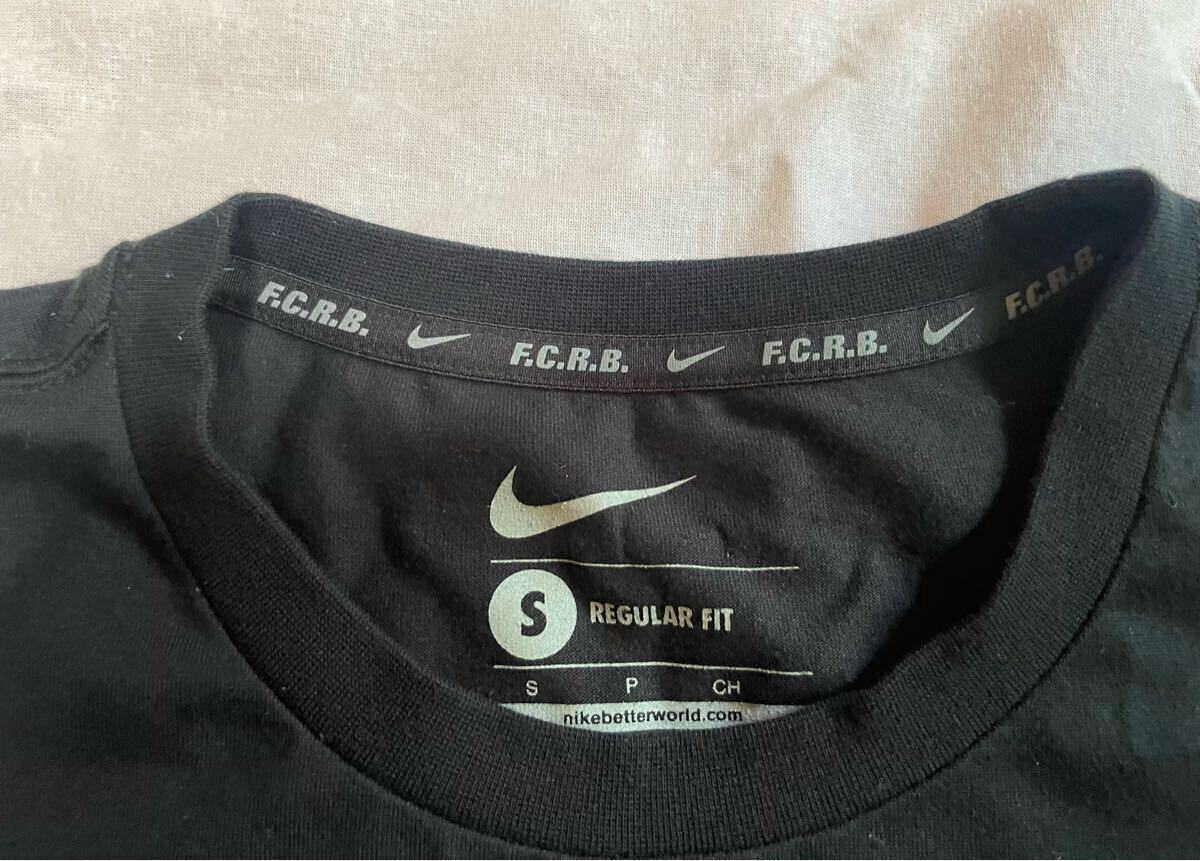 F.C.R.B. F.C.R.B. F.C.R.B. F.C.R.B.
S REGULAR FIT
S P CH
nikebetterworld.com